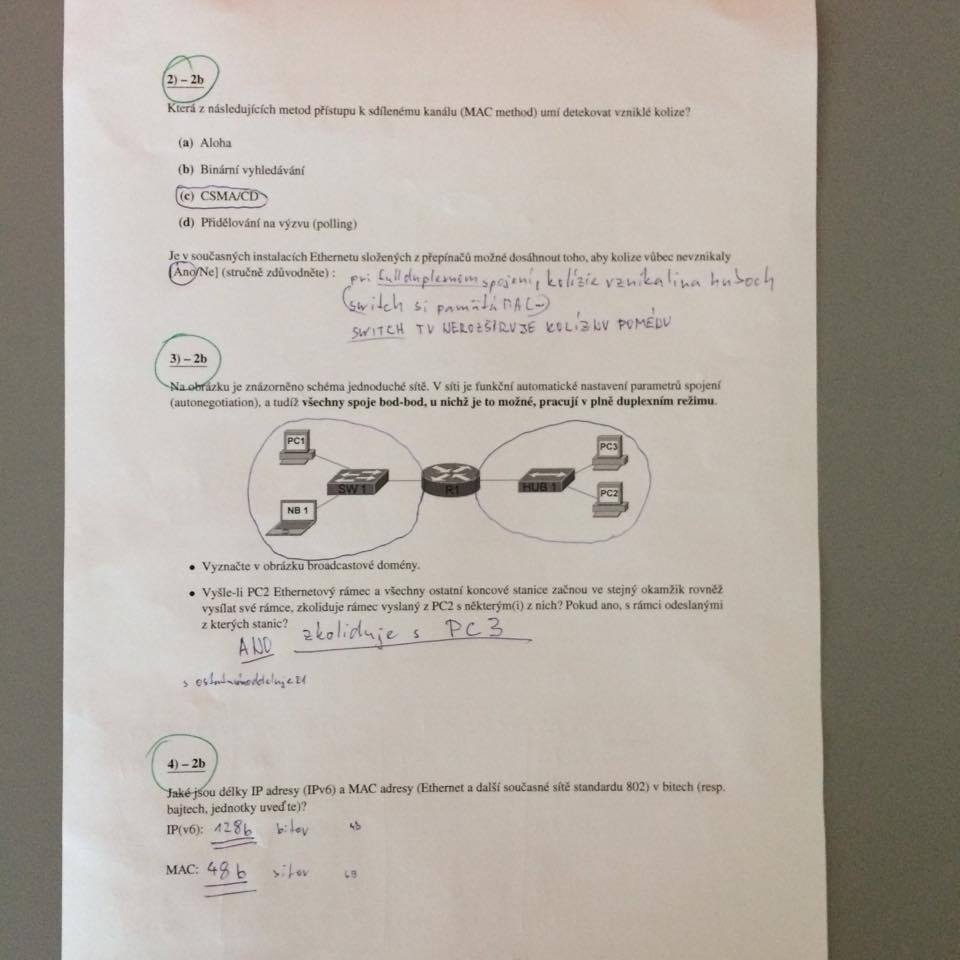 2) – 2b
Která z následujících metod přístupu k sdílenému kanálu (MAC method) umí detekovat vzniklé kolize?
(a) Aloha
(b) Binární vyhledávání
(c) CSMA/CD
(d) Přidělování na výzvu (polling)
Je v současných instalacích Ethernetu složených z přepínačů možné dosáhnout toho, aby kolize vůbec nevznikaly
[Ano/Ne] (stručně zdůvodněte) : pri full duplexnom spojení, kolízie vznikali na huboch
(switch si pamätá MAC)
SWITCH TV NEROZŠIRUJE KOLÍZNU DOMÉNU
3) – 2b
Na obrázku je znázorněno schéma jednoduché sítě. V síti je funkční automatické nastavení parametrů spojení
(autonegotiation), a tudíž všechny spoje bod-bod, u nichž je to možné, pracují v plně duplexním režimu.
PC1
PC3
SW 1
R1
HUB 1
PC2
NB 1
• Vyznačte v obrázku broadcastové domény.
• Vyšle-li PC2 Ethernetový rámec a všechny ostatní koncové stanice začnou ve stejný okamžik rovněž
vysílat své rámce, zkoliduje rámec vyslaný z PC2 s některým(i) z nich? Pokud ano, s rámci odeslanými
z kterých stanic?
ANO zkoliduje s PC3
s
4) – 2b
Jaké jsou délky IP adresy (IPv6) a MAC adresy (Ethernet a další současné sítě standardu 802) v bitech (resp.
bajtech, jednotky uveďte)?
IP(v6): 128b bitov
MAC: 48b bitov 6B